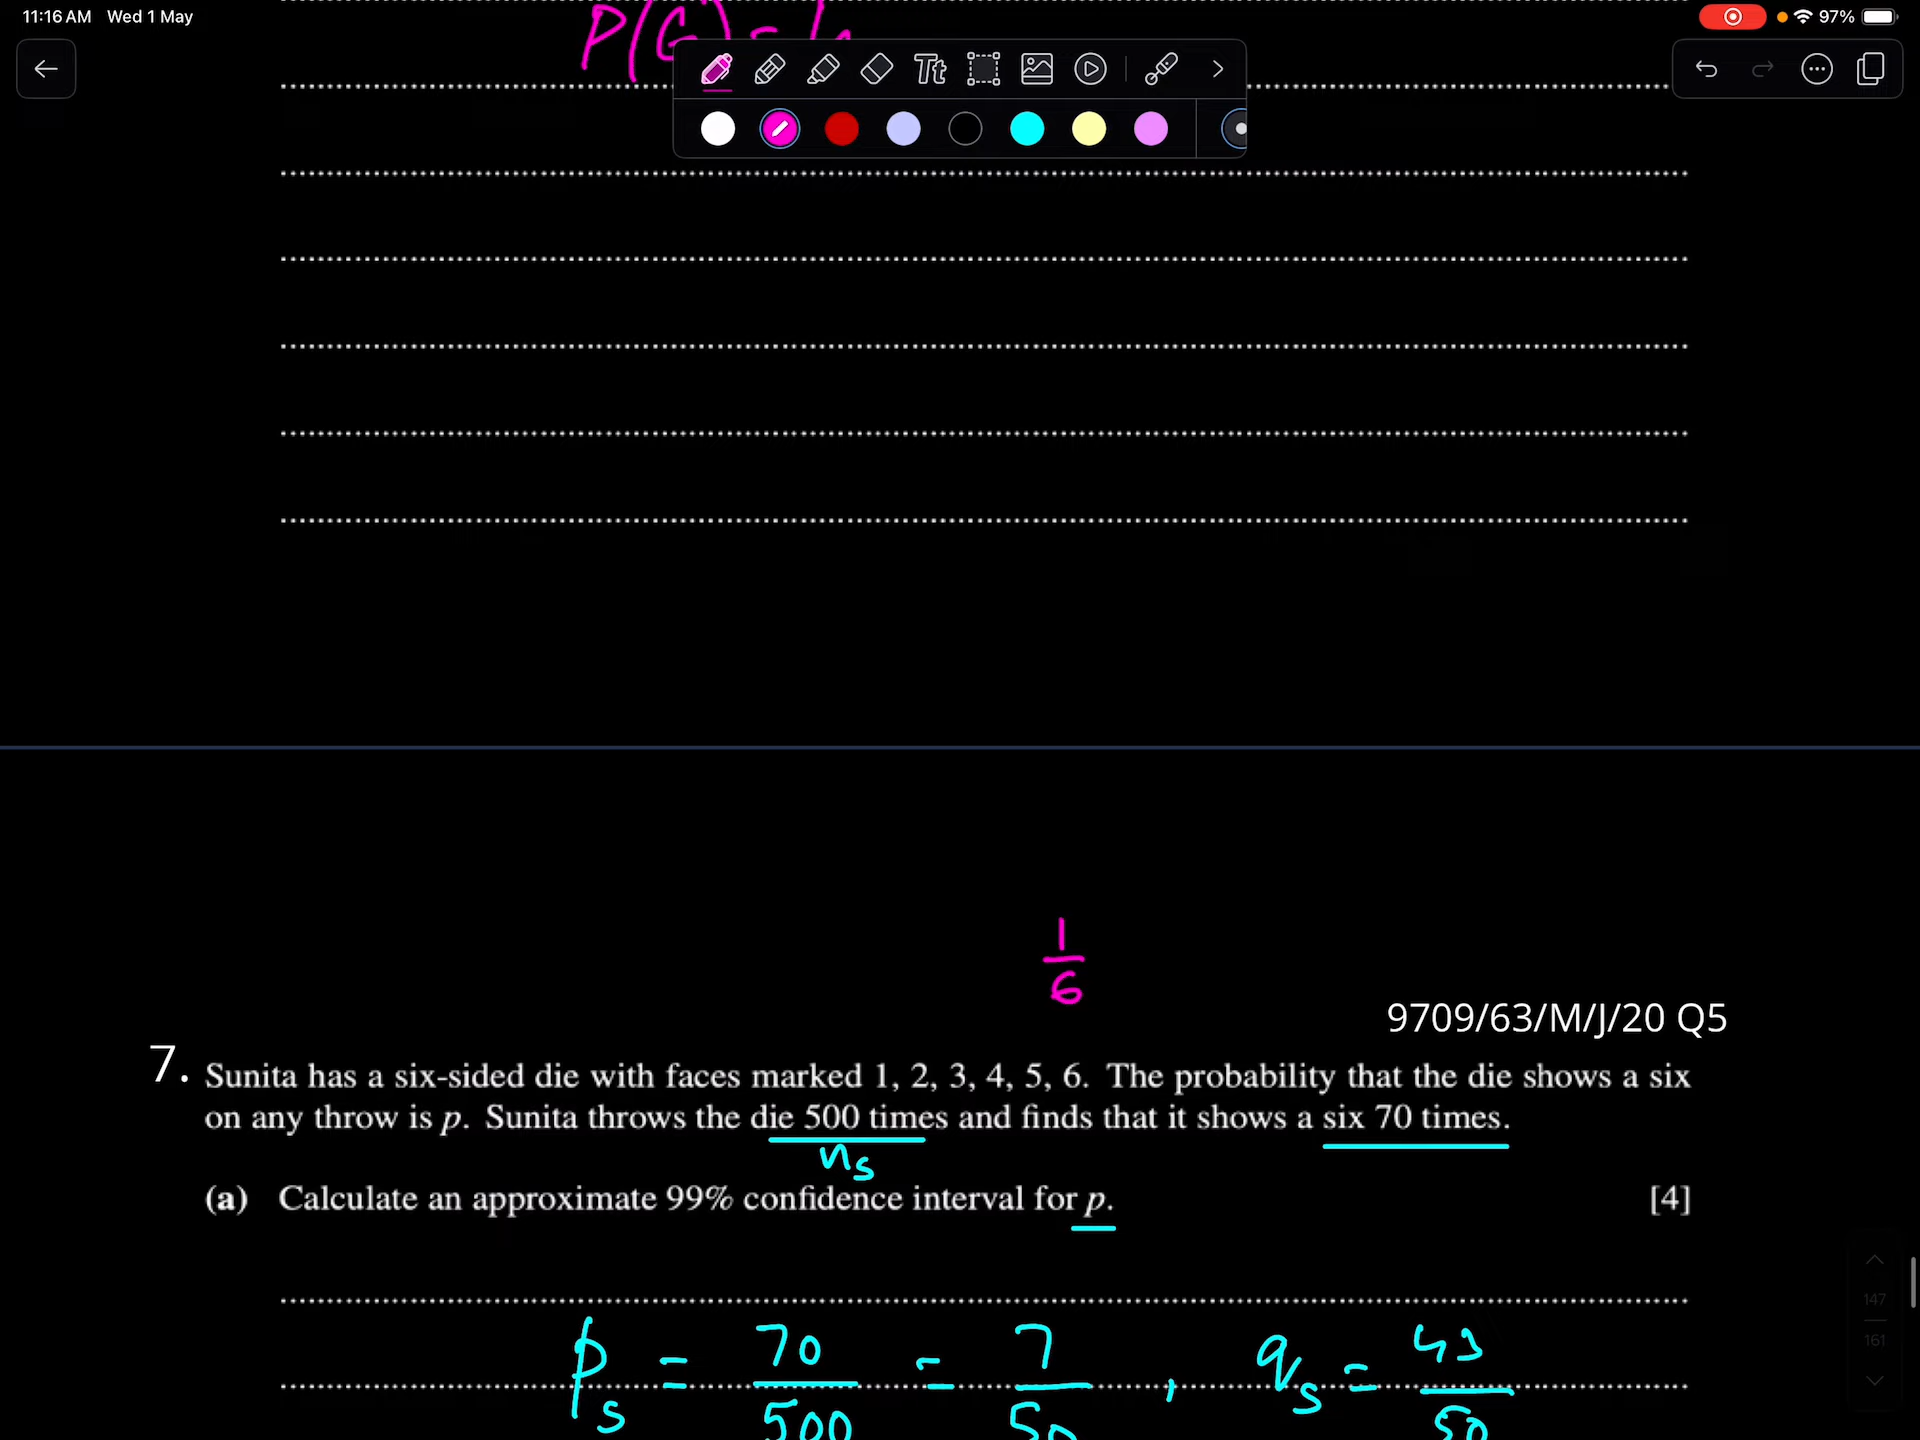 11:16 AM Wed 1 May
97%
P(G) =
Tt
1
6
9709/63/M/J/20 Q5
7. Sunita has a six-sided die with faces marked 1, 2, 3, 4, 5, 6. The probability that the die shows a six
on any throw is p. Sunita throws the die 500 times and finds that it shows a six 70 times.
ns
(a) Calculate an approximate 99% confidence interval for p. [4]
147
161
ps = 70/500 = 7/50 , qs = 43/50